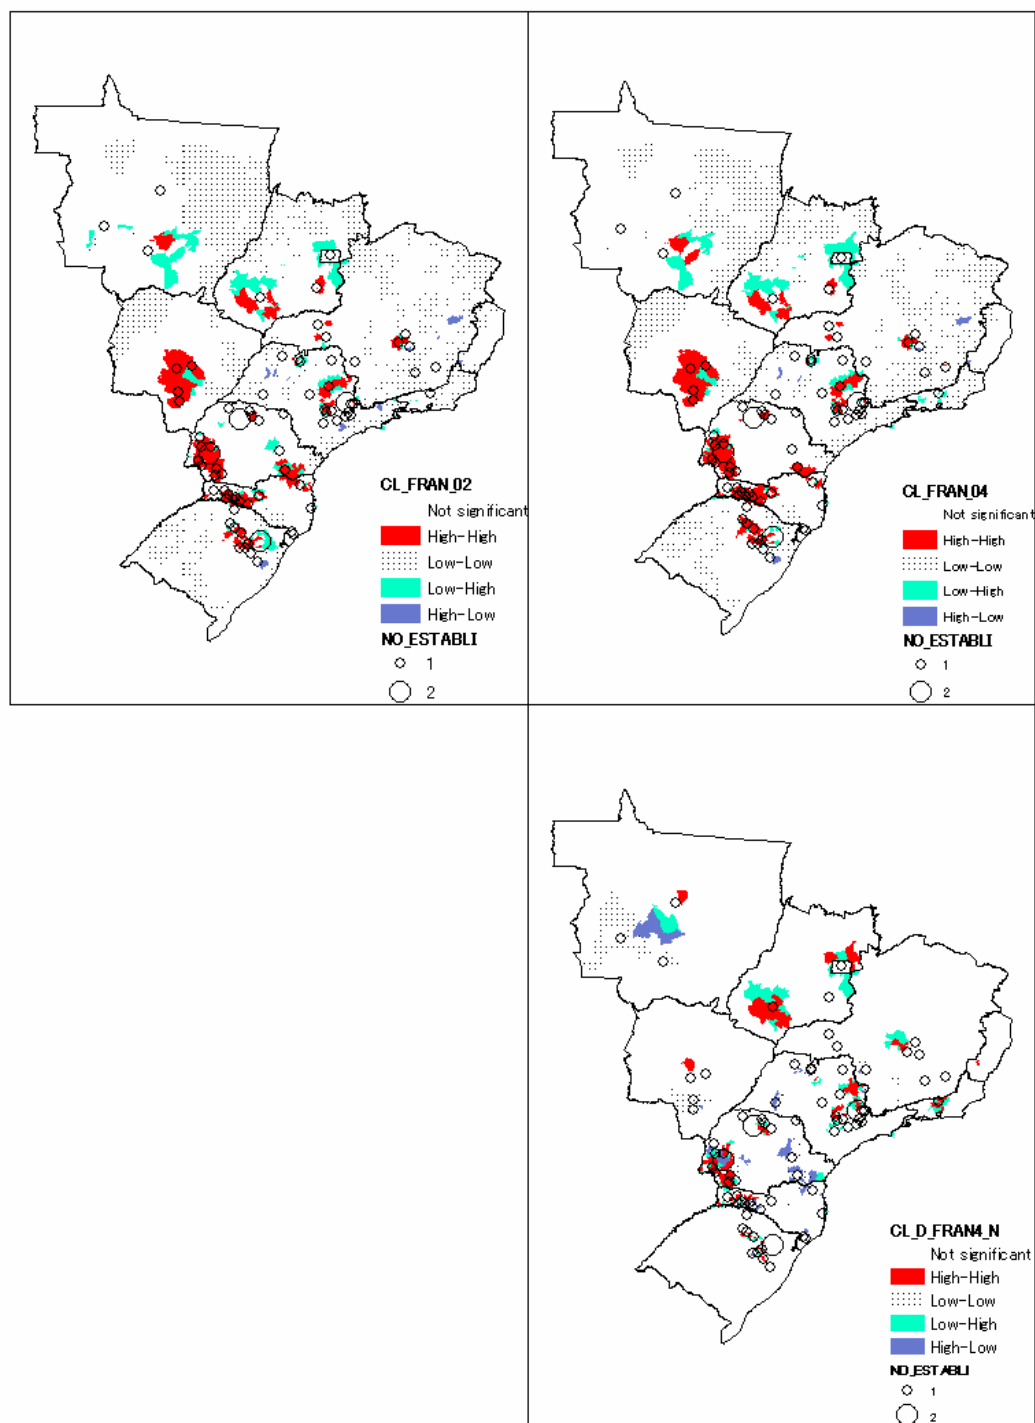 CL_FRAN_02
Not significant
High-High
Low-Low
Low-High
High-Low
NO_ESTABLI
1
2
CL_FRAN_04
Not significant
High-High
Low-Low
Low-High
High-Low
NO_ESTABLI
1
2
CL_D_FRAN4_N
Not significant
High-High
Low-Low
Low-High
High-Low
NO_ESTABLI
1
2